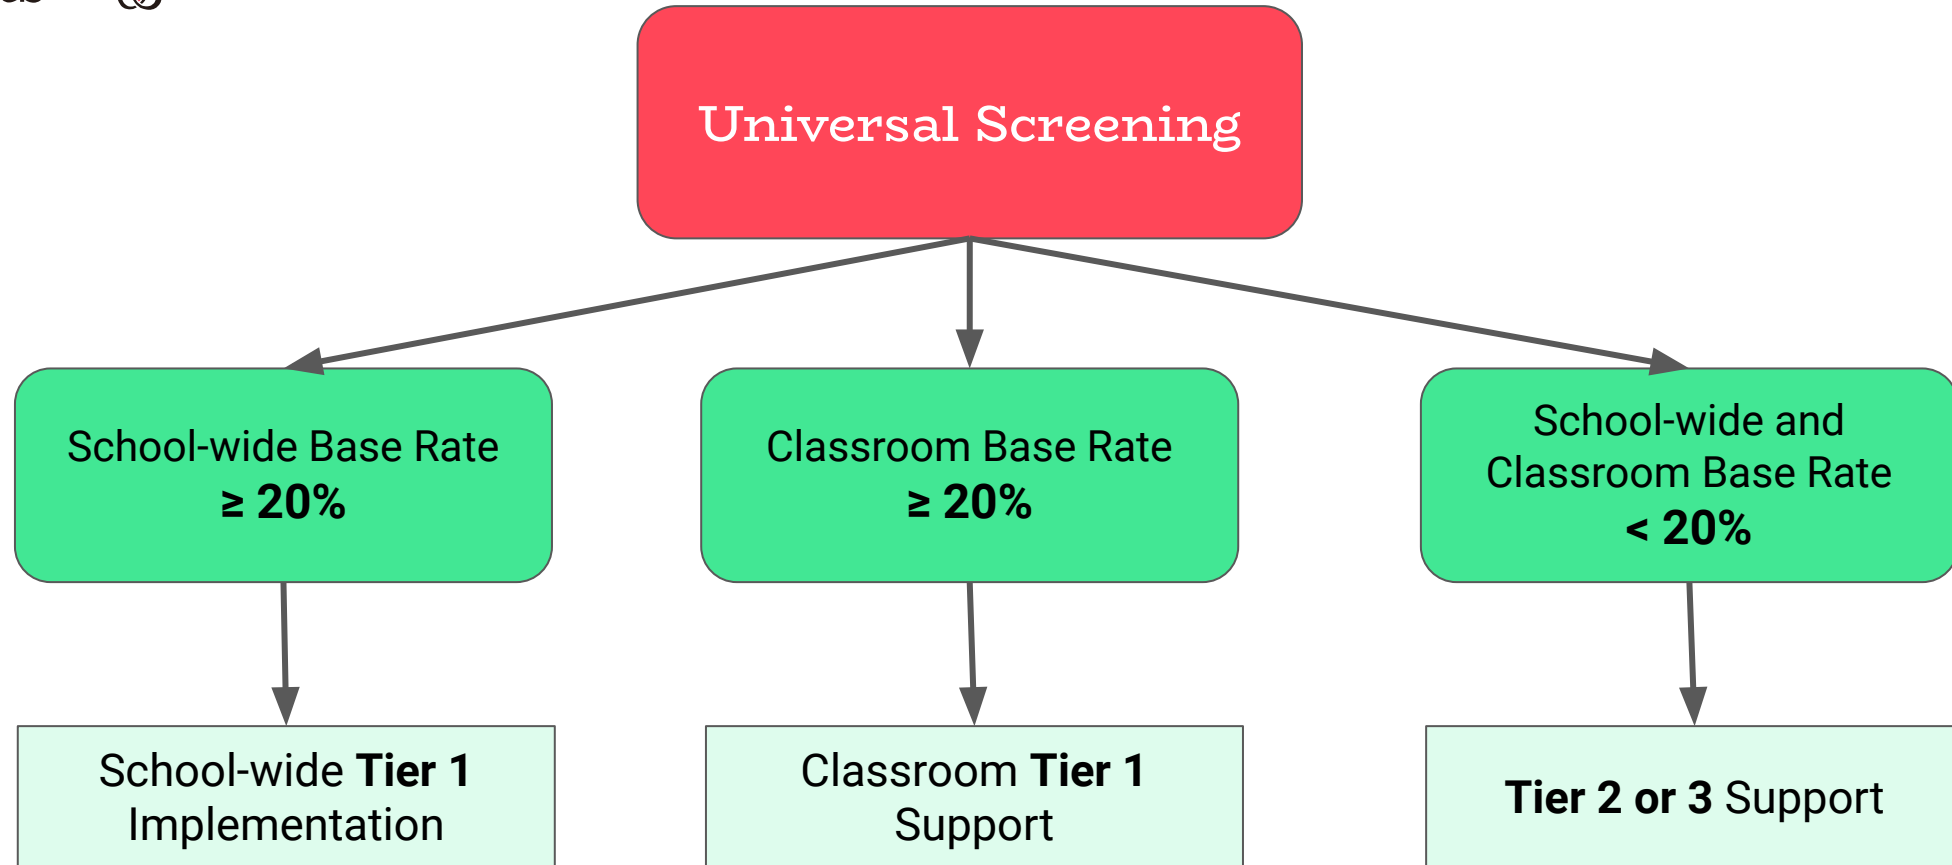 Universal Screening
School-wide Base Rate
≥ 20%
Classroom Base Rate
≥ 20%
School-wide and
Classroom Base Rate
< 20%
School-wide Tier 1
Implementation
Classroom Tier 1
Support
Tier 2 or 3 Support